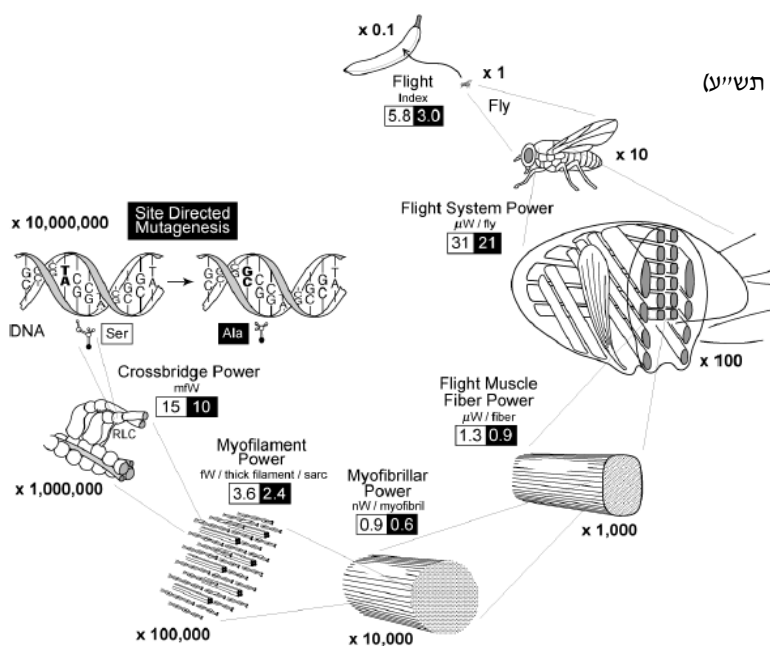 x 0.1
Flight
Index
5.8 3.0
x 1
Fly
(תשי״ע
x 10
x 10,000,000
Site Directed
Mutagenesis
Flight System Power
µW / fly
31 21
T
A
G
C
DNA
Ser
Ala
x 100
Crossbridge Power
mfW
15 10
RLC
x 1,000,000
Flight Muscle
Fiber Power
µW / fiber
1.3 0.9
Myofilament
Power
fW / thick filament / sarc
3.6 2.4
Myofibrillar
Power
nW / myofibril
0.9 0.6
x 1,000
x 100,000
x 10,000